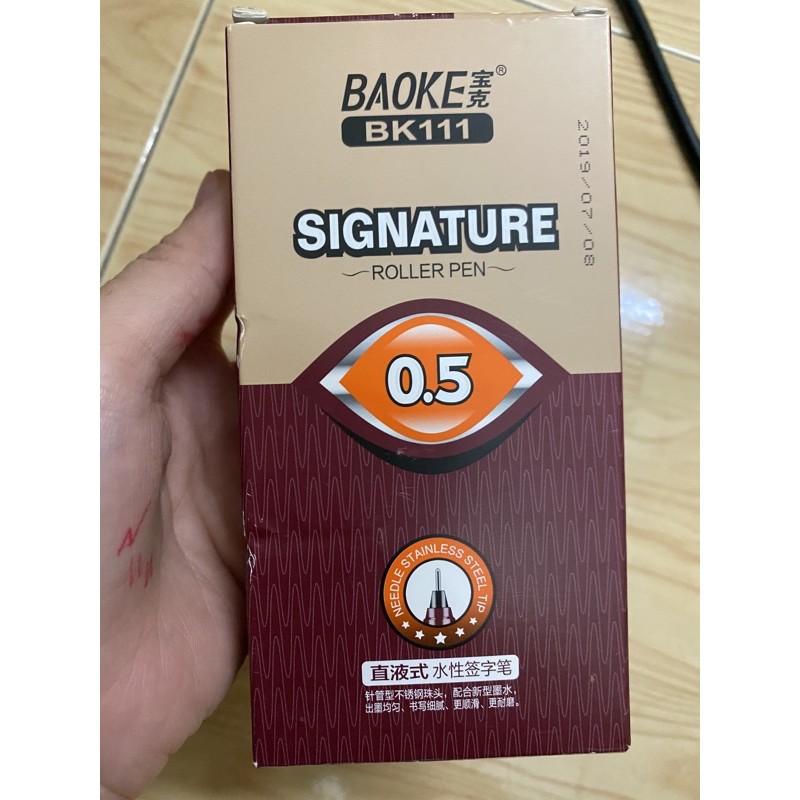 BAOKE宝克®
BK111
2019/07/08
SIGNATURE
ROLLER PEN
0.5
NEEDLE STAINLESS STEEL TIP
直液式 水性签字笔
针管型不锈钢珠头，配合新型墨水，
出墨均匀、书写细腻、更顺滑、更耐磨。